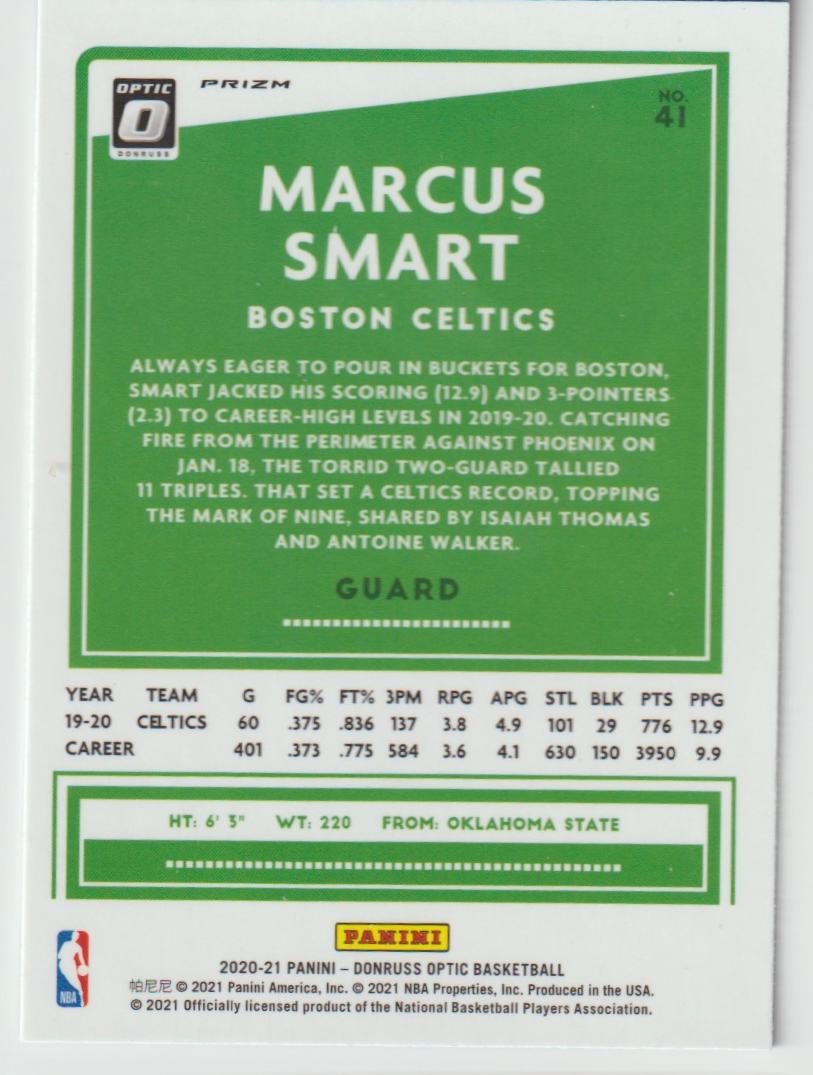 OPTIC
O
DONRUSS
PRIZM
NO.
41
MARCUS
SMART
BOSTON CELTICS
ALWAYS EAGER TO POUR IN BUCKETS FOR BOSTON,
SMART JACKED HIS SCORING (12.9) AND 3-POINTERS
(2.3) TO CAREER-HIGH LEVELS IN 2019-20. CATCHING
FIRE FROM THE PERIMETER AGAINST PHOENIX ON
JAN. 18, THE TORRID TWO-GUARD TALLIED
11 TRIPLES. THAT SET A CELTICS RECORD, TOPPING
THE MARK OF NINE, SHARED BY ISAIAH THOMAS
AND ANTOINE WALKER.
GUARD
YEAR TEAM G FG% FT% 3PM RPG APG STL BLK PTS PPG
19-20 CELTICS 60 .375 .836 137 3.8 4.9 101 29 776 12.9
CAREER 401 .373 .775 584 3.6 4.1 630 150 3950 9.9
HT: 6' 3" WT: 220 FROM: OKLAHOMA STATE
PANINI
NBA
2020-21 PANINI – DONRUSS OPTIC BASKETBALL
帕尼尼 © 2021 Panini America, Inc. © 2021 NBA Properties, Inc. Produced in the USA.
© 2021 Officially licensed product of the National Basketball Players Association.